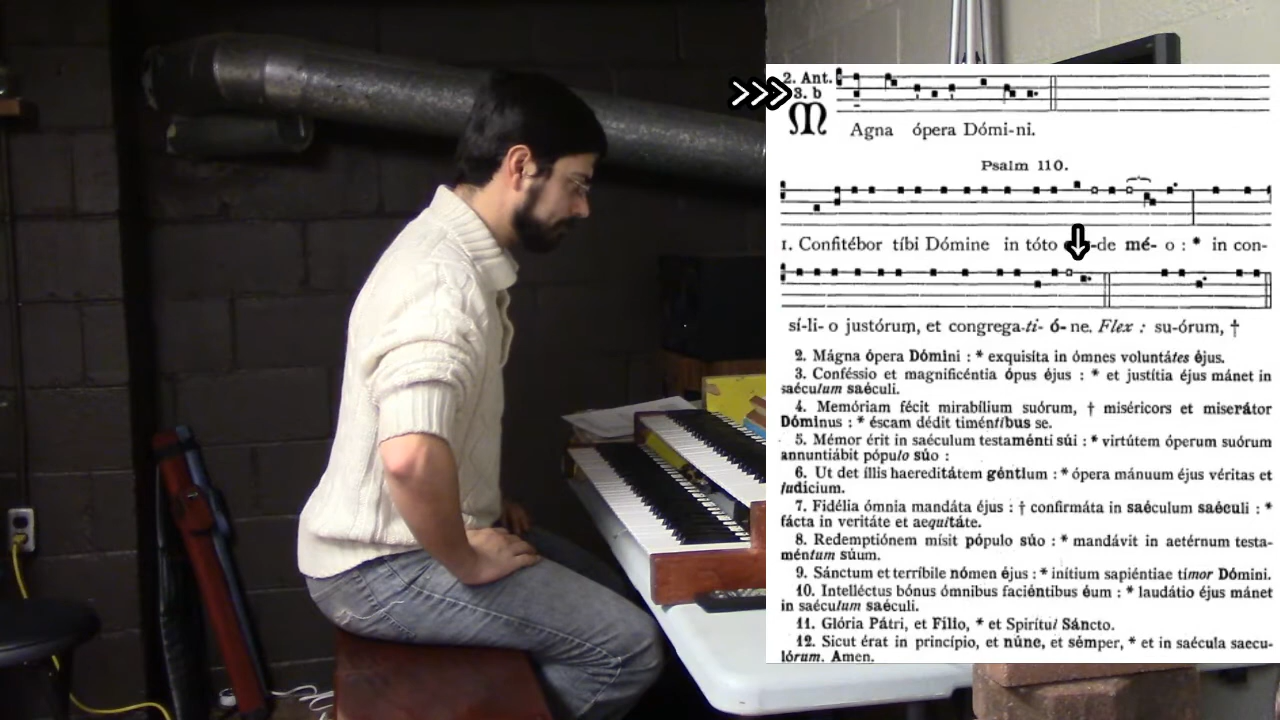 2. Ant.
3. b
Magna ópera Dómi-ni.
Psalm 110.
1. Confitébor tíbi Dómine in tóto -de mé- o : * in con-
sí-li- o justórum, et congrega-ti- ó- ne. Flex : su-órum, †
2. Mágna ópera Dómini : * exquisíta in ómnes voluntátes éjus.
3. Conféssio et magnificéntia ópus éjus : * et justítia éjus mánet in
saéculum saéculi.
4. Memóriam fécit mirabílium suórum, † miséricors et miserátor
Dóminus : * éscam dédit timéntíbus se.
5. Mémor érit in saéculum testaménti súi : * virtútem óperum suórum
annuntiábit pópulo súo :
6. Ut det íllis haereditátem géntium : * ópera mánuum éjus véritas et
judícium.
7. Fidélia ómnia mandáta éjus : † confirmáta in saéculum saéculi : *
fácta in veritáte et aequitáte.
8. Redemptiónem mísit pópulo súo : * mandávit in aetérnum testa-
méntum súum.
9. Sánctum et terríbile nómen éjus : * inítium sapiéntiae tímor Dómini.
10. Intelléctus bónus ómnibus faciéntibus éum : * laudátio éjus mánet
in saéculum saéculi.
11. Glória Pátri, et Fílio, * et Spirítui Sáncto.
12. Sicut érat in princípio, et núnc, et sémper, * et in saécula saecu-
lórum. Amen.